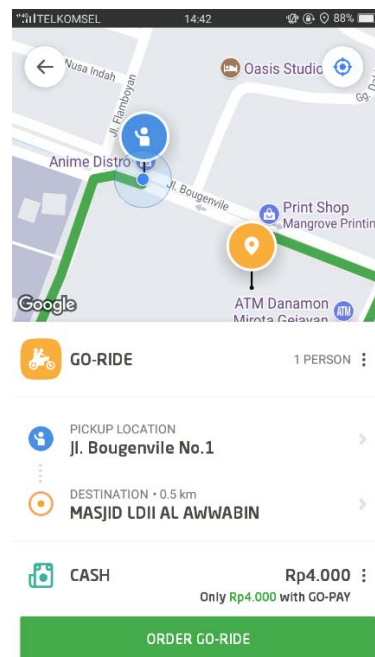 TELKOMSEL 14:42 88%
Nusa Indah
Oasis Studio
Jl. Flamboyan
Gg.
Anime Distro
Jl. Bougenvile
Print Shop
Mangrove Printin
Google
ATM Danamon
ATM
Mirota Gejayan
GO-RIDE 1 PERSON
PICKUP LOCATION
Jl. Bougenvile No.1
DESTINATION • 0.5 km
MASJID LDII AL AWWABIN
CASH Rp4.000
Only Rp4.000 with GO-PAY
ORDER GO-RIDE